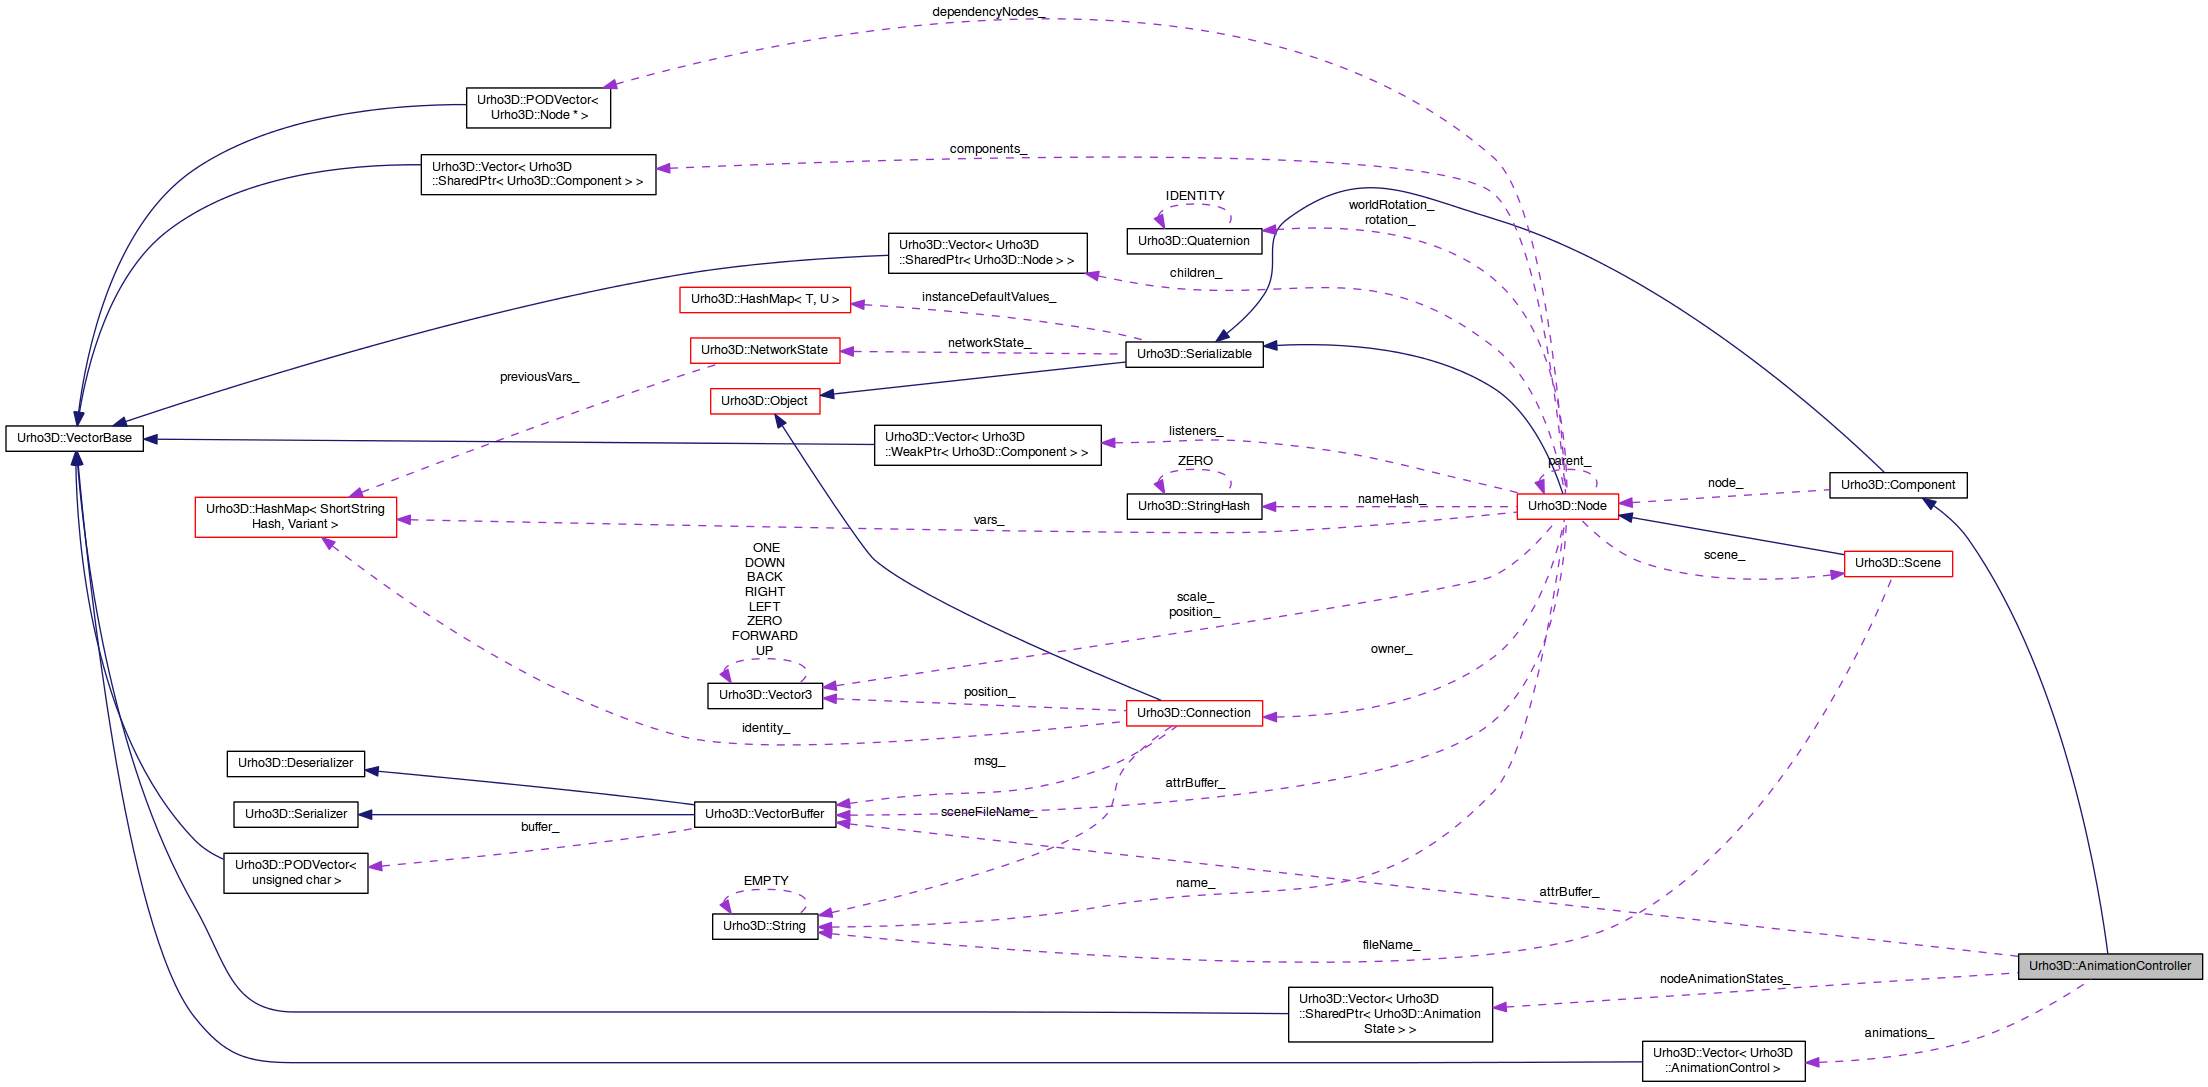 dependencyNodes_
Urho3D::PODVector<
Urho3D::Node * >
components_
Urho3D::Vector< Urho3D
::SharedPtr< Urho3D::Component > >
IDENTITY
worldRotation_
rotation_
Urho3D::Quaternion
Urho3D::Vector< Urho3D
::SharedPtr< Urho3D::Node > >
children_
Urho3D::HashMap< T, U >
instanceDefaultValues_
Urho3D::NetworkState
networkState_
Urho3D::Serializable
previousVars_
Urho3D::Object
Urho3D::VectorBase
Urho3D::Vector< Urho3D
::WeakPtr< Urho3D::Component > >
listeners_
ZERO
parent_
Urho3D::Component
node_
Urho3D::HashMap< ShortString
Hash, Variant >
Urho3D::StringHash
nameHash_
Urho3D::Node
vars_
ONE
DOWN
BACK
RIGHT
LEFT
ZERO
FORWARD
UP
scene_
Urho3D::Scene
scale_
position_
owner_
Urho3D::Vector3
position_
Urho3D::Connection
identity_
Urho3D::Deserializer
msg_
attrBuffer_
Urho3D::Serializer
Urho3D::VectorBuffer
sceneFileName_
buffer_
Urho3D::PODVector<
unsigned char >
EMPTY
name_
attrBuffer_
Urho3D::String
fileName_
Urho3D::AnimationController
nodeAnimationStates_
Urho3D::Vector< Urho3D
::SharedPtr< Urho3D::Animation
State > >
animations_
Urho3D::Vector< Urho3D
::AnimationControl >